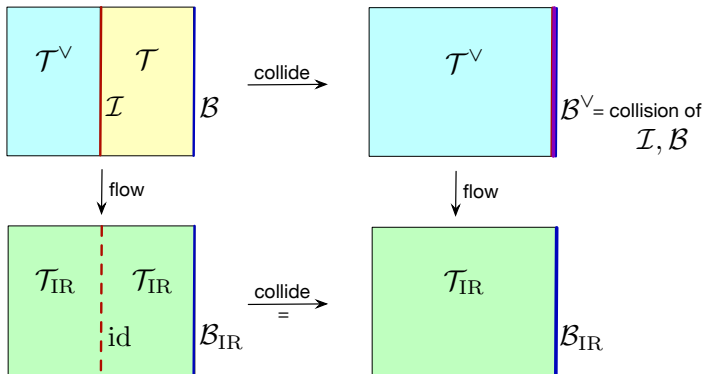 𝒯^∨ 𝒯 collide 𝒯^∨
ℐ ℬ ℬ^∨ = collision of
ℐ, ℬ
flow flow
𝒯_IR 𝒯_IR collide 𝒯_IR
=
id ℬ_IR ℬ_IR